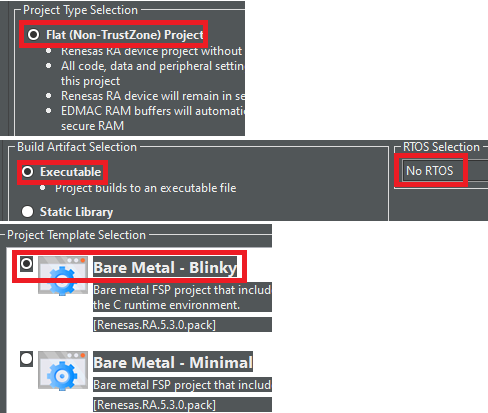 Project Type Selection
Flat (Non-TrustZone) Project
Renesas RA device project without
All code, data and peripheral settin
this project
Renesas RA device will remain in se
EDMAC RAM buffers will automatic
secure RAM
Build Artifact Selection
Executable
Project builds to an executable file
Static Library
RTOS Selection
No RTOS
Project Template Selection
Bare Metal - Blinky
Bare metal FSP project that includ
the C runtime environment.
[Renesas.RA.5.3.0.pack]
Bare Metal - Minimal
Bare metal FSP project that includ
[Renesas.RA.5.3.0.pack]